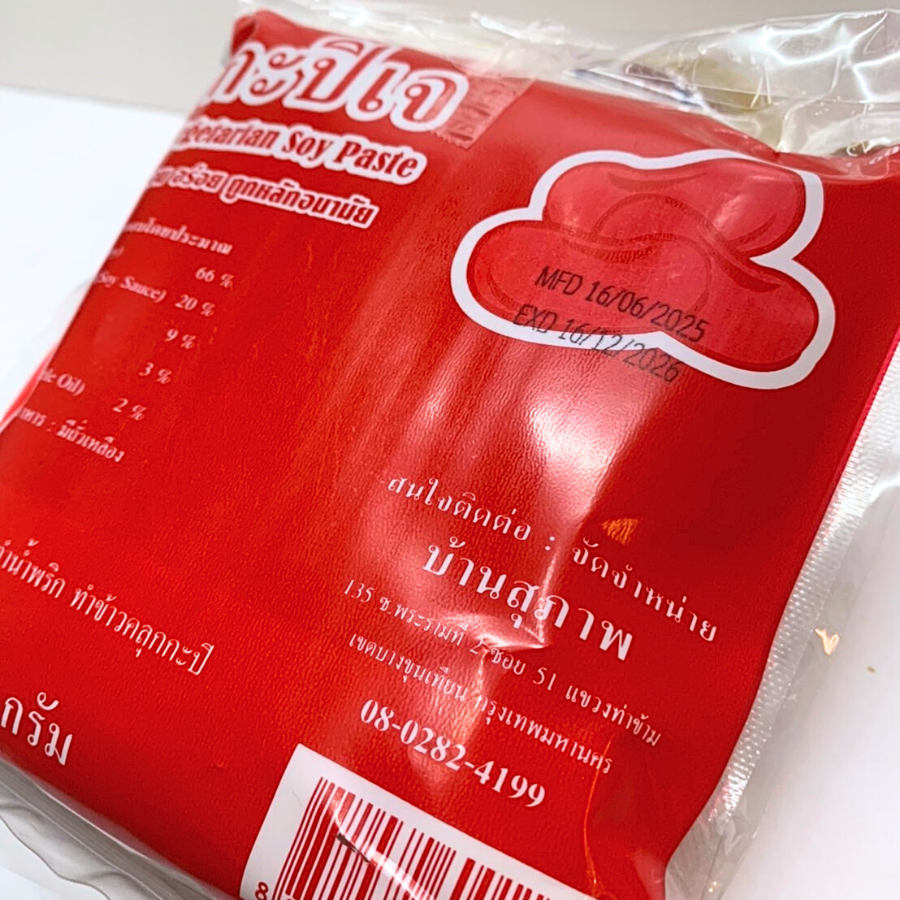 กะปิเจ
Vegetarian Soy Paste
อร่อย ถูกหลักอนามัย
66 %
(Soy Sauce) 20 %
9 %
3 %
Oil) 2 %
: มีถั่วเหลือง
MFD 16/06/2025
EXD 16/12/2026
สนใจติดต่อ : จัดจำหน่าย
บ้านสุภาพ
135 ซ.พระรามที่ 2 ซอย 51 แขวงท่าข้าม
เขตบางขุนเทียน กรุงเทพมหานคร
08-0282-4199
ทำน้ำพริก ทำข้าวคลุกกะปิ
กรัม
8